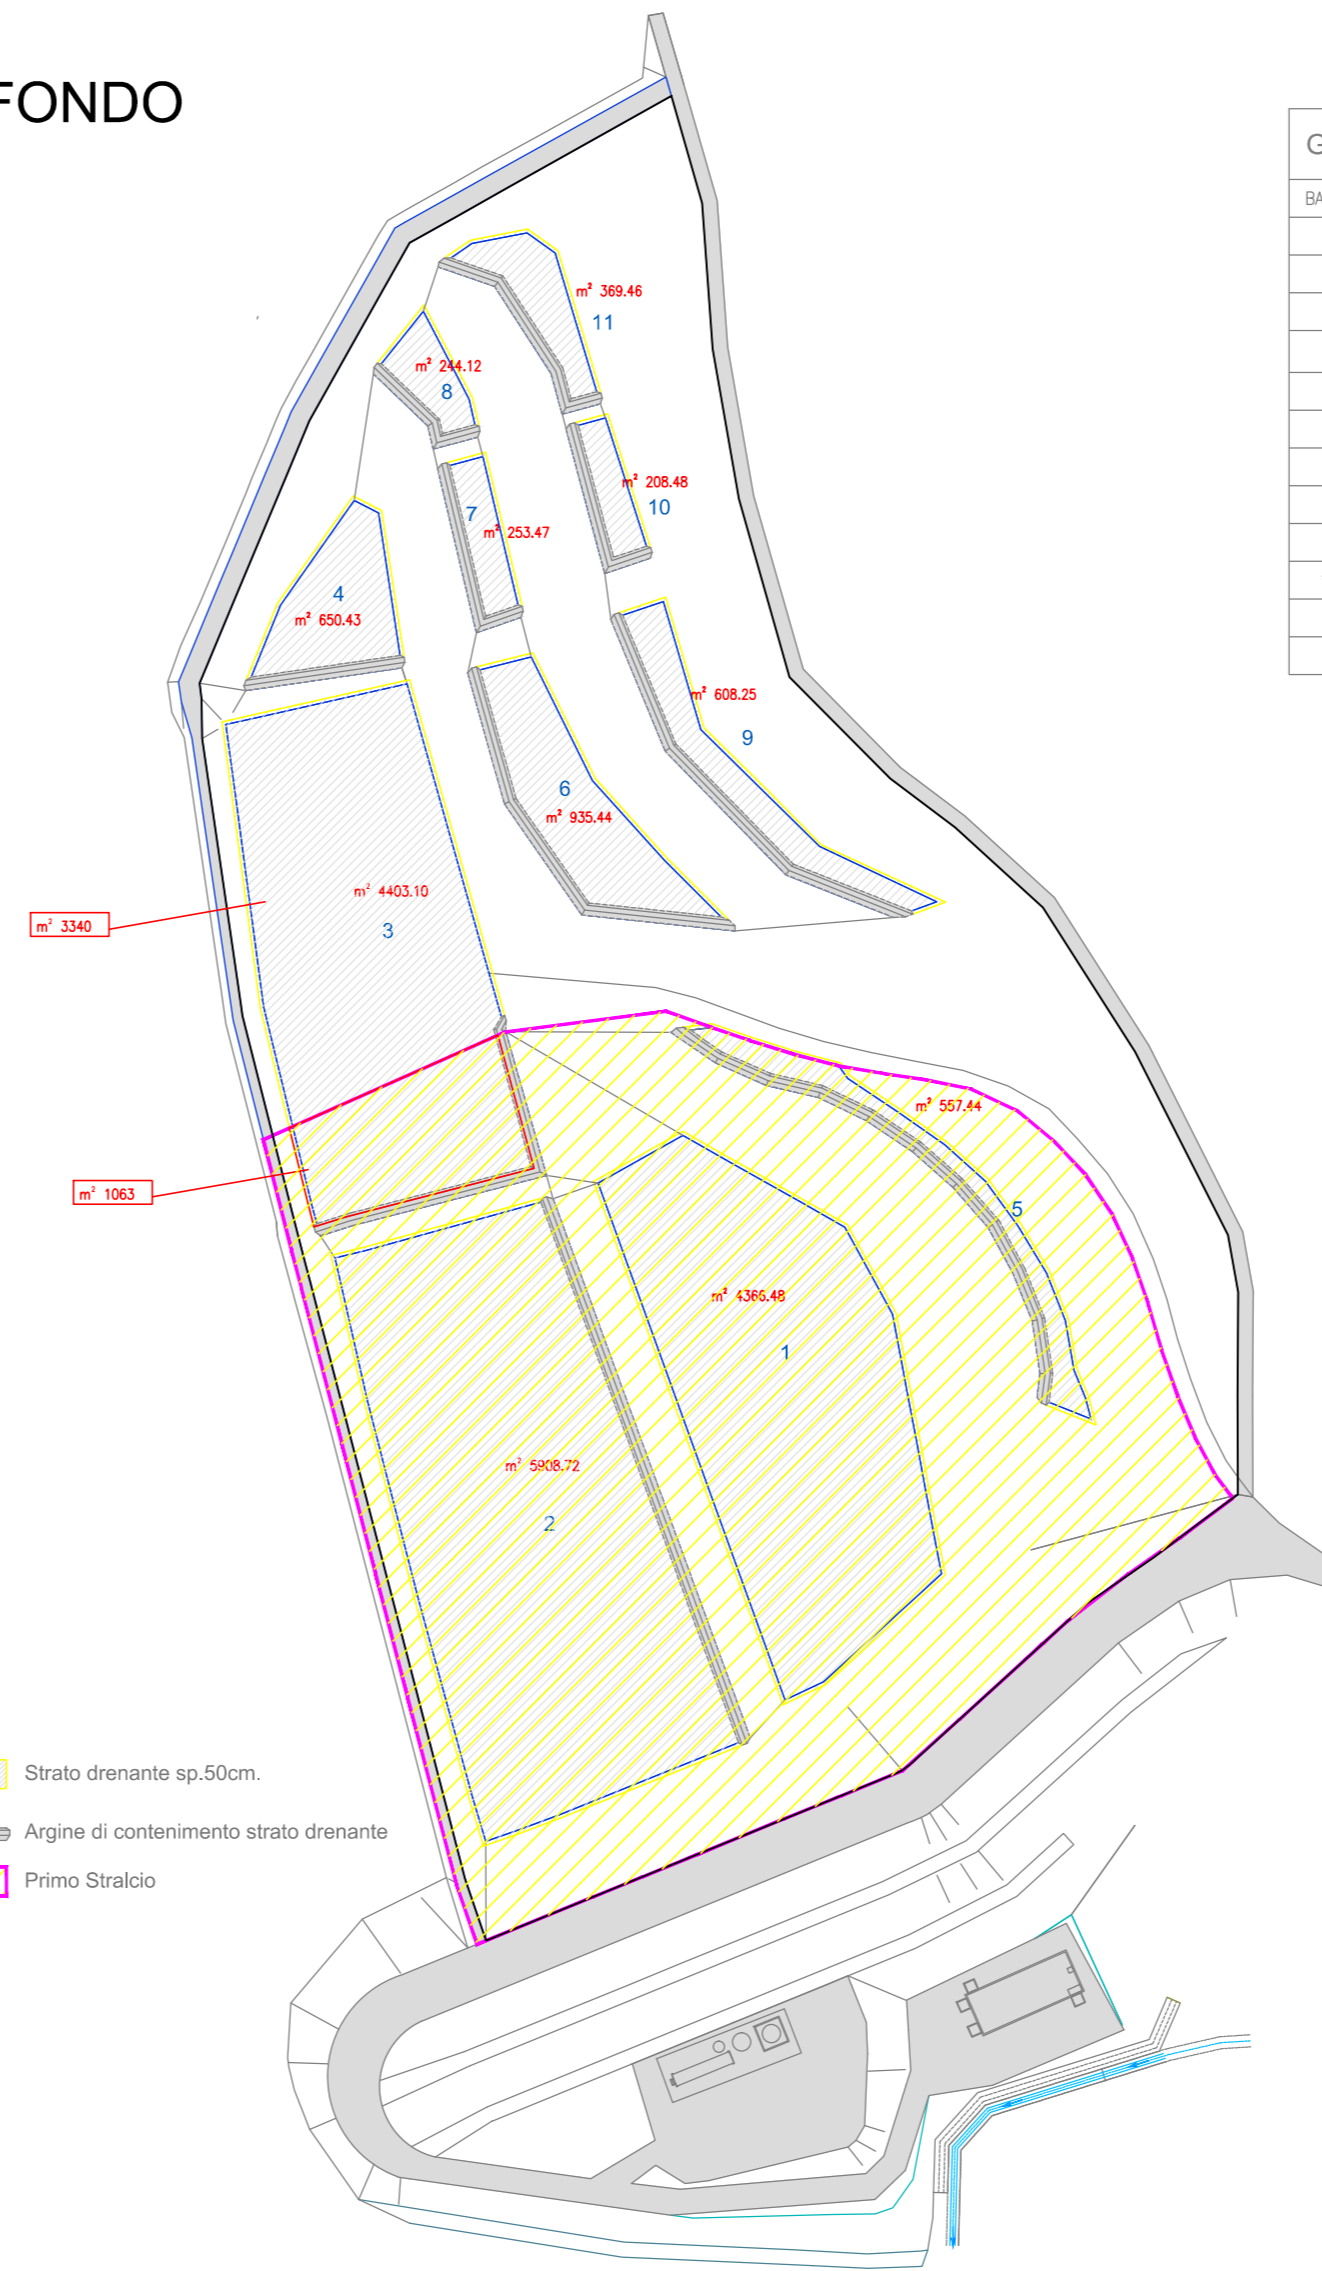 FONDO
G
BA
m² 369.46
11
m² 244.12
8
m² 208.48
10
7
m² 253.47
4
m² 650.43
m² 608.25
9
6
m² 935.44
m² 4403.10
3
m² 3340
m² 557.44
m² 1063
5
m² 4366.48
1
m² 5908.72
2
Strato drenante sp.50cm.
Argine di contenimento strato drenante
Primo Stralcio